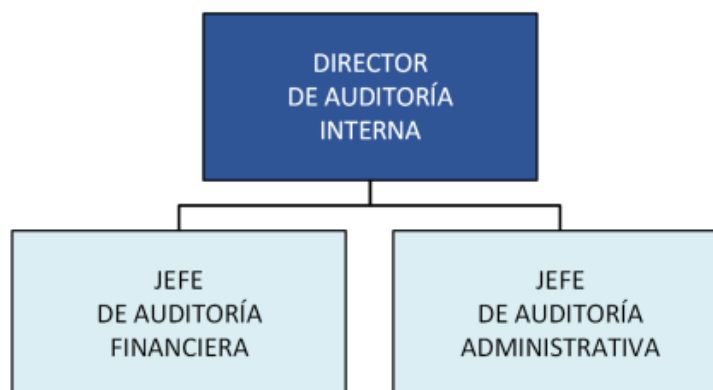 DIRECTOR
DE AUDITORÍA
INTERNA
JEFE
DE AUDITORÍA
FINANCIERA
JEFE
DE AUDITORÍA
ADMINISTRATIVA